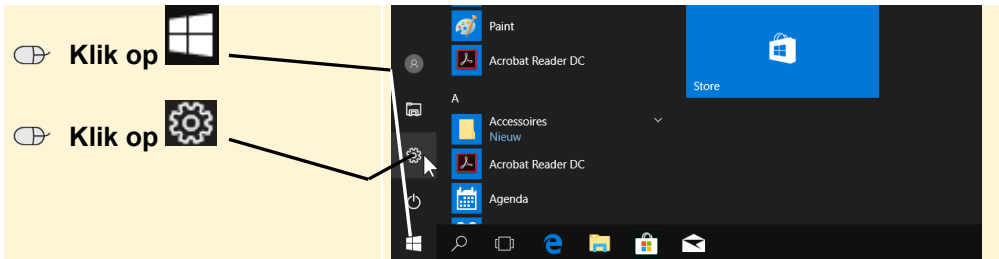 Klik op
Klik op
Paint
Acrobat Reader DC
A
Accessoires
Nieuw
Acrobat Reader DC
Agenda
Store